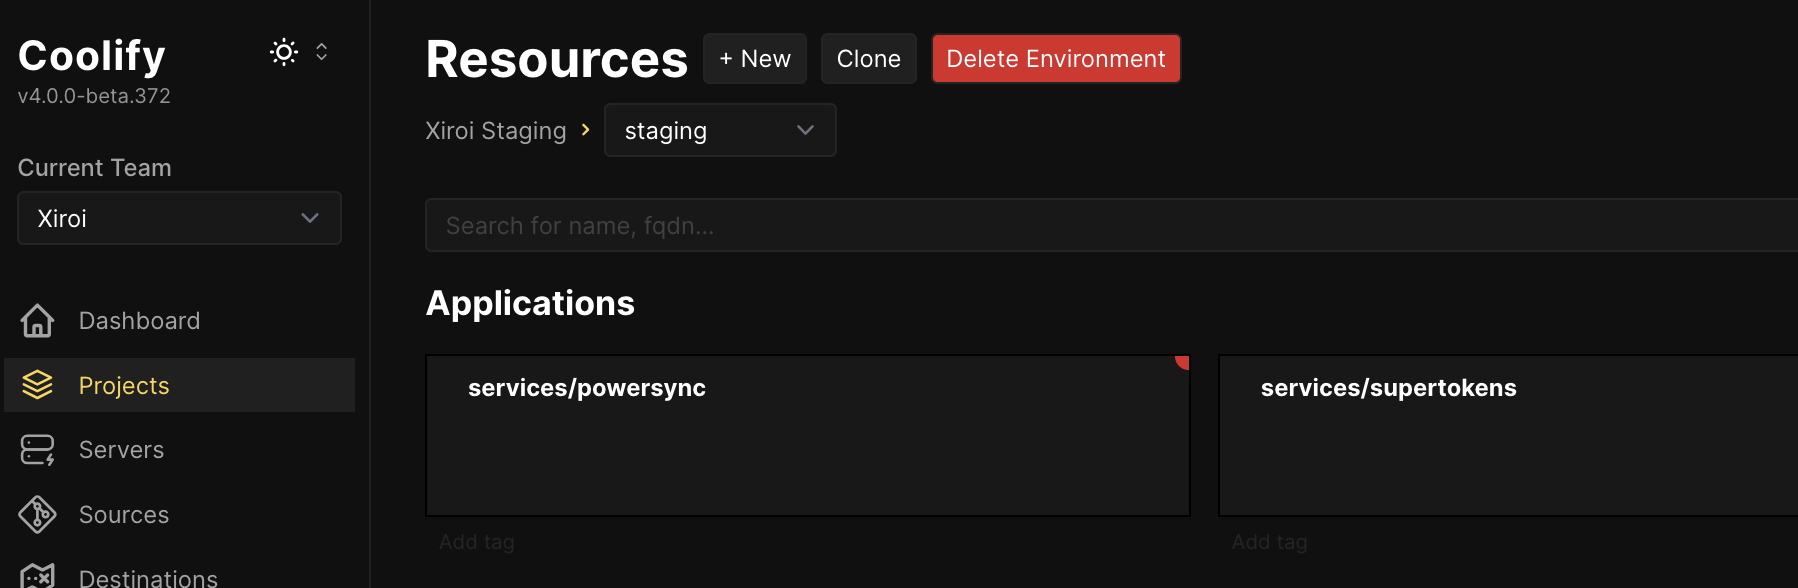 Coolify
v4.0.0-beta.372
Current Team
Xiroi
Dashboard
Projects
Servers
Sources
Destinations
Resources
+ New
Clone
Delete Environment
Xiroi Staging
staging
Search for name, fqdn...
Applications
services/powersync
services/supertokens
Add tag
Add tag